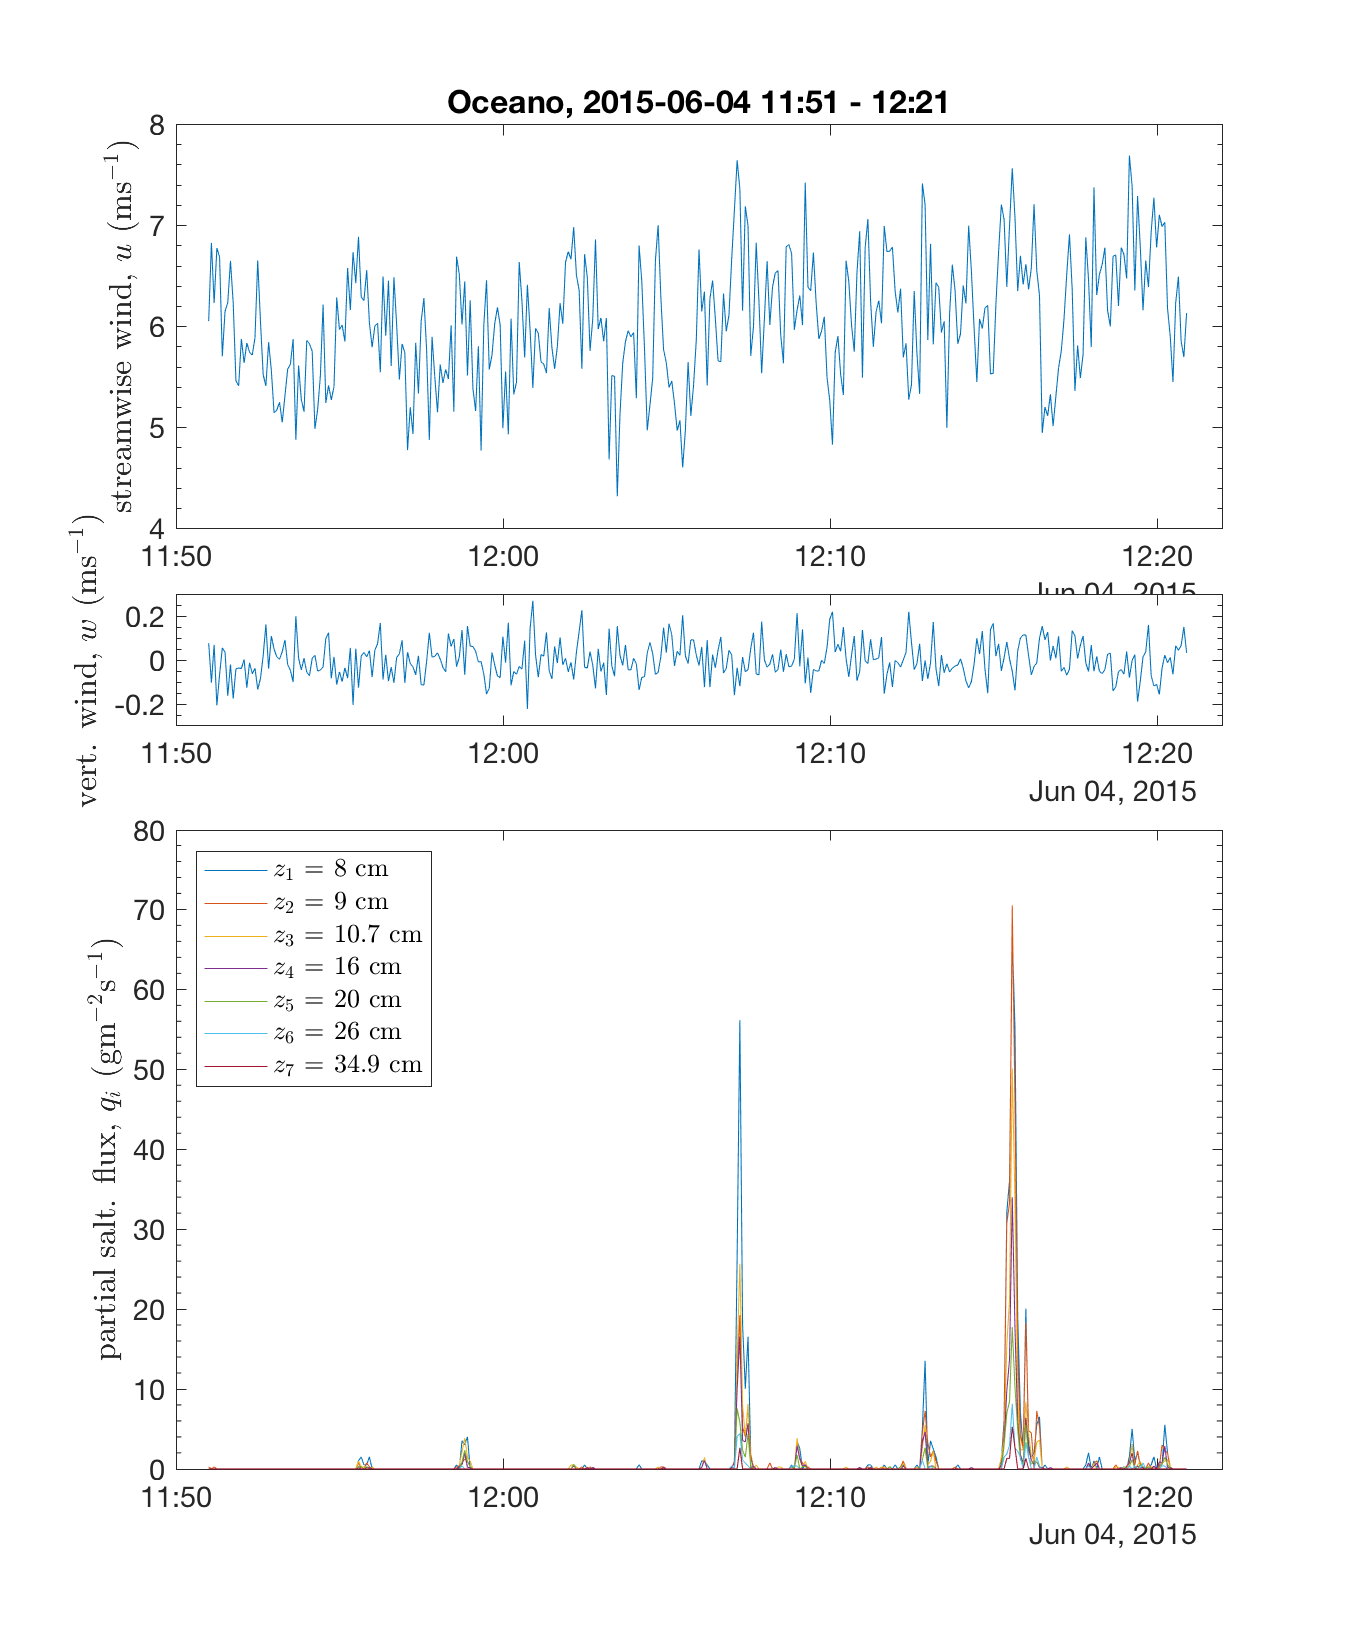 Oceano, 2015-06-04 11:51 - 12:21
streamwise wind, u (ms⁻¹)
8
7
6
5
4
11:50 12:00 12:10 12:20
Jun 04, 2015
vert. wind, w (ms⁻¹)
0.2
0
-0.2
11:50 12:00 12:10 12:20
Jun 04, 2015
partial salt. flux, qᵢ (gm⁻²s⁻¹)
80
70
60
50
40
30
20
10
0
z₁ = 8 cm
z₂ = 9 cm
z₃ = 10.7 cm
z₄ = 16 cm
z₅ = 20 cm
z₆ = 26 cm
z₇ = 34.9 cm
11:50 12:00 12:10 12:20
Jun 04, 2015